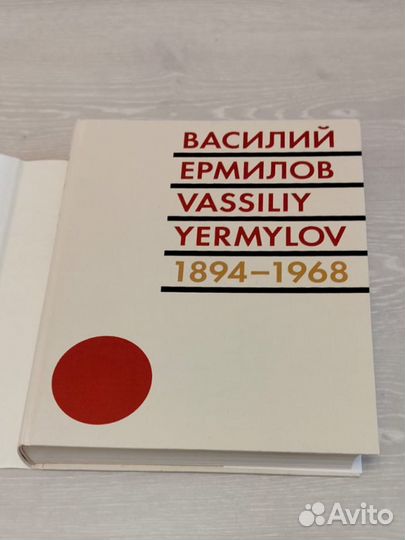 ВАСИЛИЙ
ЕРМИЛОВ
VASSILIY
YERMYLOV
1894–1968
Avito